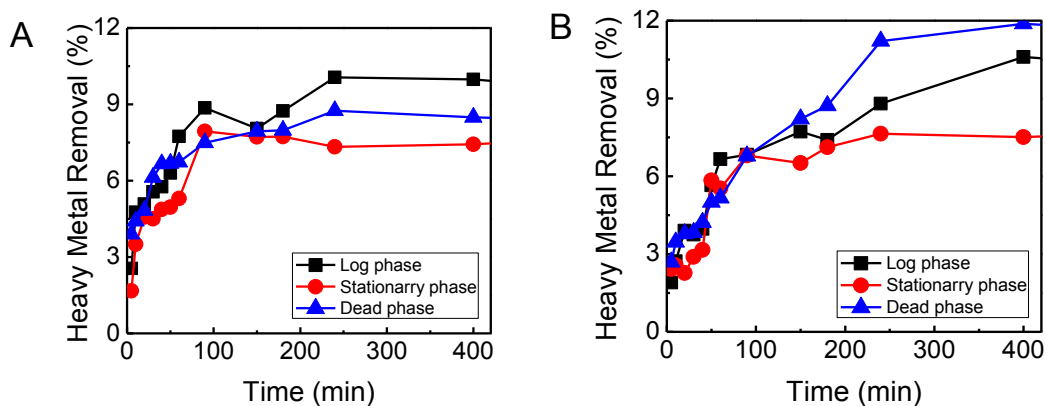 A
Heavy Metal Removal (%)
12
9
6
3
0
Log phase
Stationarry phase
Dead phase
0 100 200 300 400
Time (min)
B
Heavy Metal Removal (%)
12
9
6
3
0
Log phase
Stationarry phase
Dead phase
0 100 200 300 400
Time (min)